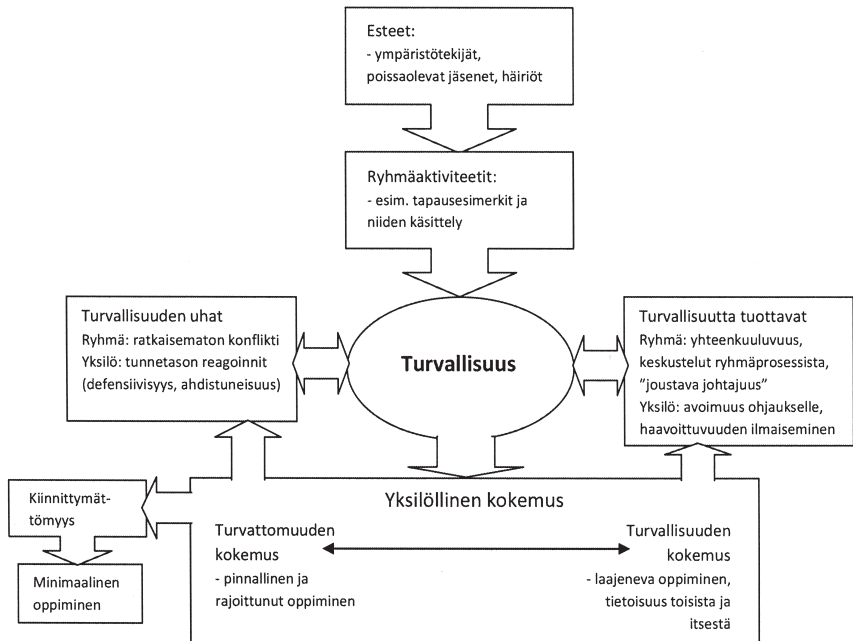 Esteet:
- ympäristötekijät,
poissaolevat jäsenet, häiriöt
Ryhmäaktiviteetit:
- esim. tapausesimerkit ja
niiden käsittely
Turvallisuuden uhat
Ryhmä: ratkaisematon konflikti
Yksilö: tunnetason reagoinnit
(defensiivisyys, ahdistuneisuus)
Turvallisuus
Turvallisuutta tuottavat
Ryhmä: yhteenkuuluvuus,
keskustelut ryhmäprosessista,
”joustava johtajuus”
Yksilö: avoimuus ohjaukselle,
haavoittuvuuden ilmaiseminen
Kiinnittymät-
tömyys
Minimaalinen
oppiminen
Yksilöllinen kokemus
Turvattomuuden
kokemus
- pinnallinen ja
rajoittunut oppiminen
Turvallisuuden
kokemus
- laajeneva oppiminen,
tietoisuus toisista ja
itsestä